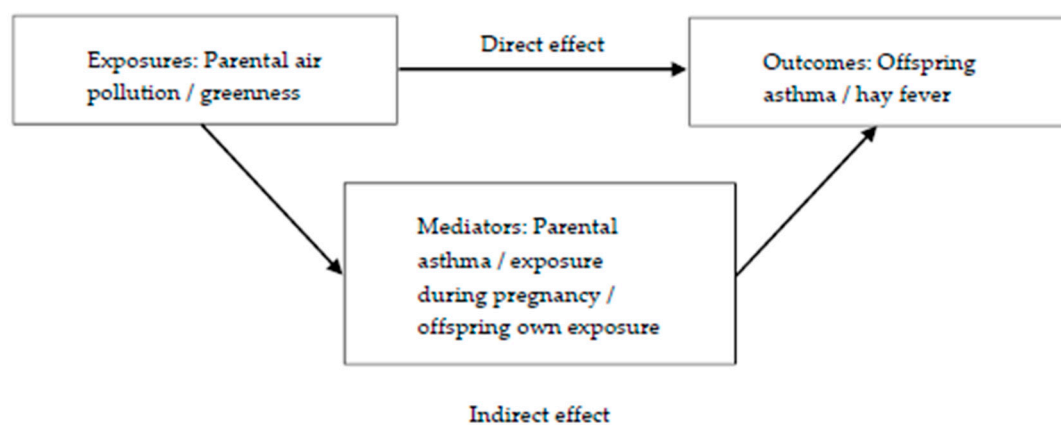 Direct effect
Exposures: Parental air
pollution / greenness
Outcomes: Offspring
asthma / hay fever
Mediators: Parental
asthma / exposure
during pregnancy /
offspring own exposure
Indirect effect